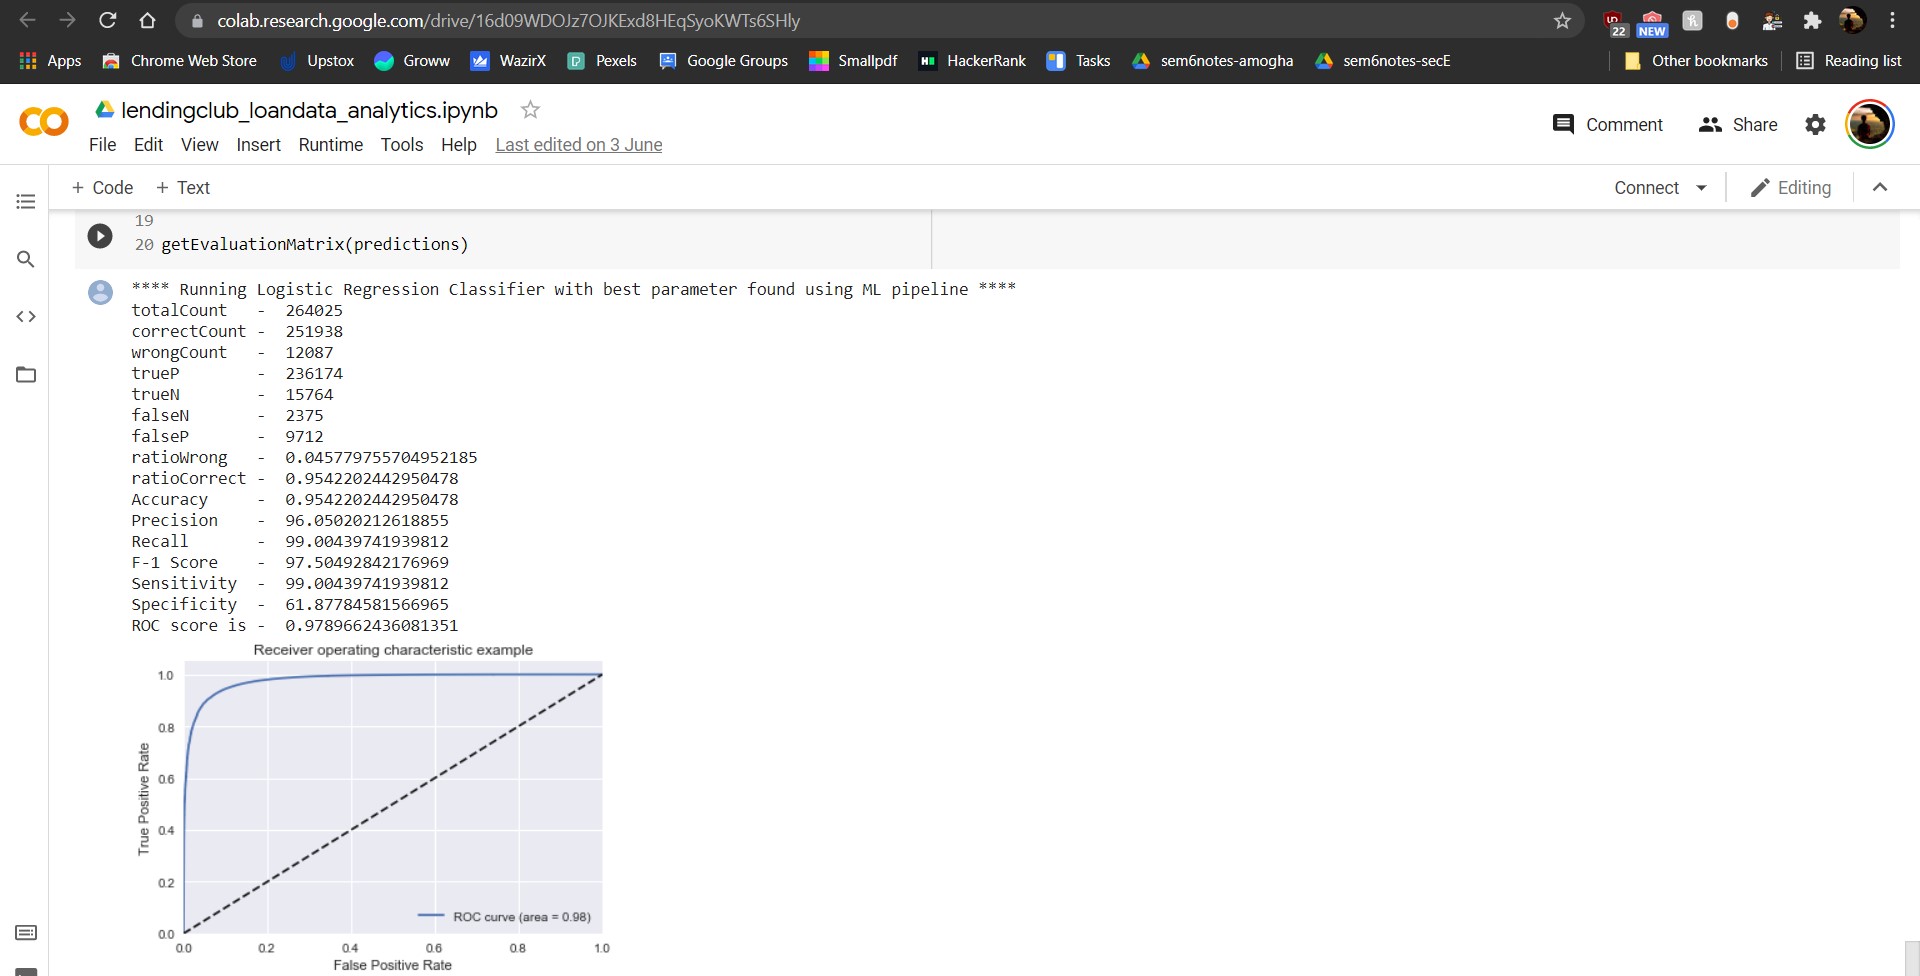 colab.research.google.com/drive/16d09WDOJz7OJKExd8HEqSyoKWTs6SHly
22 NEW
Apps Chrome Web Store Upstox Groww WazirX Pexels Google Groups Smallpdf HackerRank Tasks sem6notes-amogha sem6notes-secE Other bookmarks Reading list
lendingclub_loandata_analytics.ipynb
Comment Share
File Edit View Insert Runtime Tools Help Last edited on 3 June
+ Code + Text Connect Editing
19
20 getEvaluationMatrix(predictions)
**** Running Logistic Regression Classifier with best parameter found using ML pipeline ****
totalCount - 264025
correctCount - 251938
wrongCount - 12087
trueP - 236174
trueN - 15764
falseN - 2375
falseP - 9712
ratioWrong - 0.045779755704952185
ratioCorrect - 0.9542202442950478
Accuracy - 0.9542202442950478
Precision - 96.05020212618855
Recall - 99.00439741939812
F-1 Score - 97.50492842176969
Sensitivity - 99.00439741939812
Specificity - 61.87784581566965
ROC score is - 0.9789662436081351
Receiver operating characteristic example
1.0
0.8
0.6
0.4
0.2
0.0
True Positive Rate
ROC curve (area = 0.98)
0.0 0.2 0.4 0.6 0.8 1.0
False Positive Rate